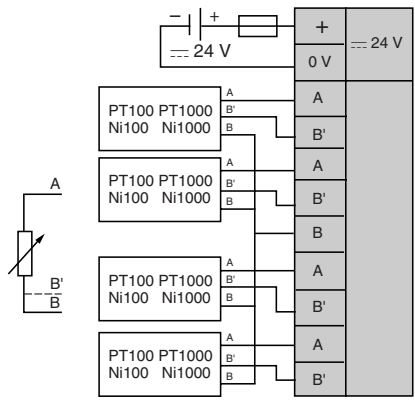 − +
⎓ 24 V
+
⎓ 24 V
0 V
A
A
B'
PT100 PT1000
Ni100 Ni1000
B
B'
A
A
B'
PT100 PT1000
Ni100 Ni1000
B
B'
B
A
B'
B
A
A
B'
PT100 PT1000
Ni100 Ni1000
B
B'
A
A
B'
PT100 PT1000
Ni100 Ni1000
B
B'